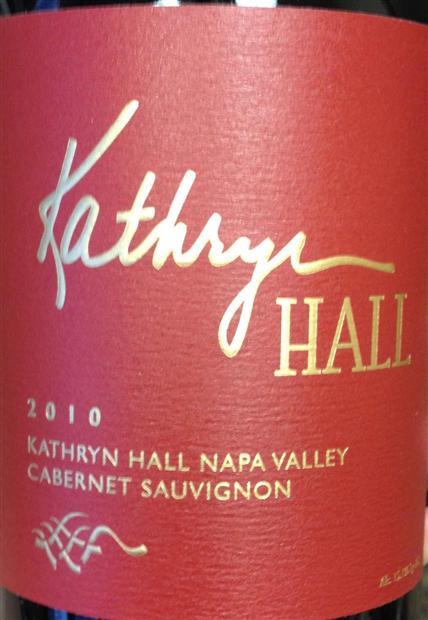 Kathryn
HALL
2010
KATHRYN HALL NAPA VALLEY
CABERNET SAUVIGNON